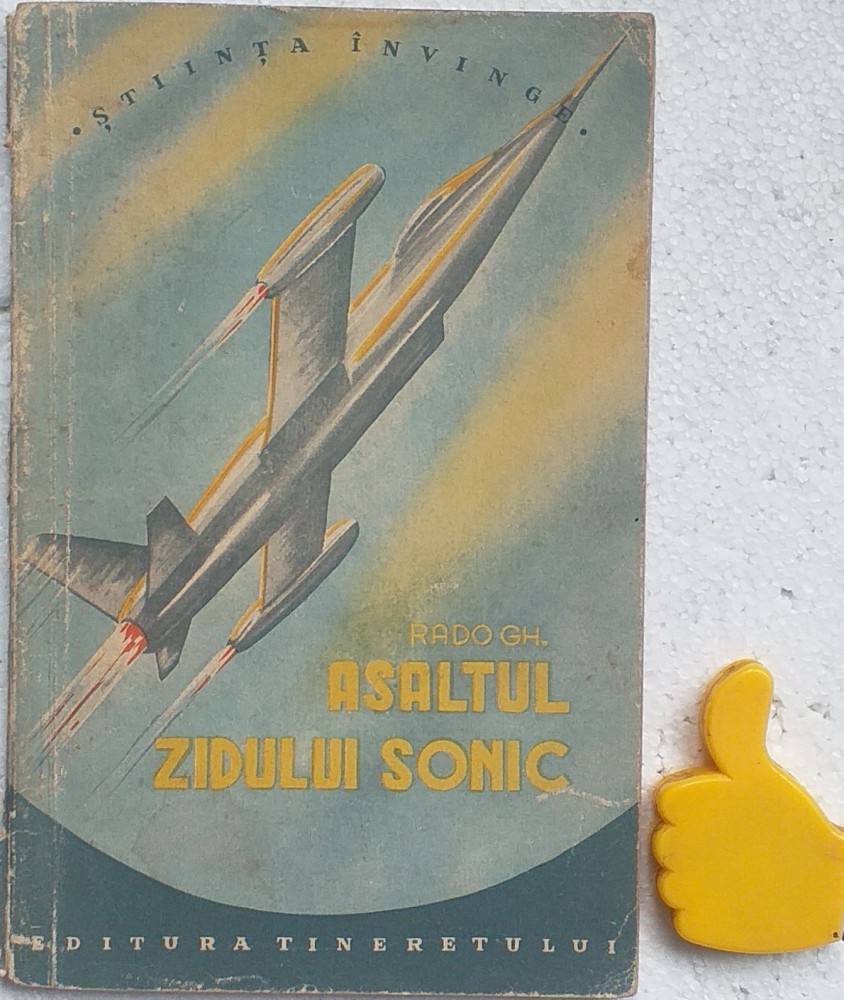 • ȘTIINȚA ÎNVINGE •
RADO GH.
ASALTUL
ZIDULUI SONIC
EDITURA TINERETULUI